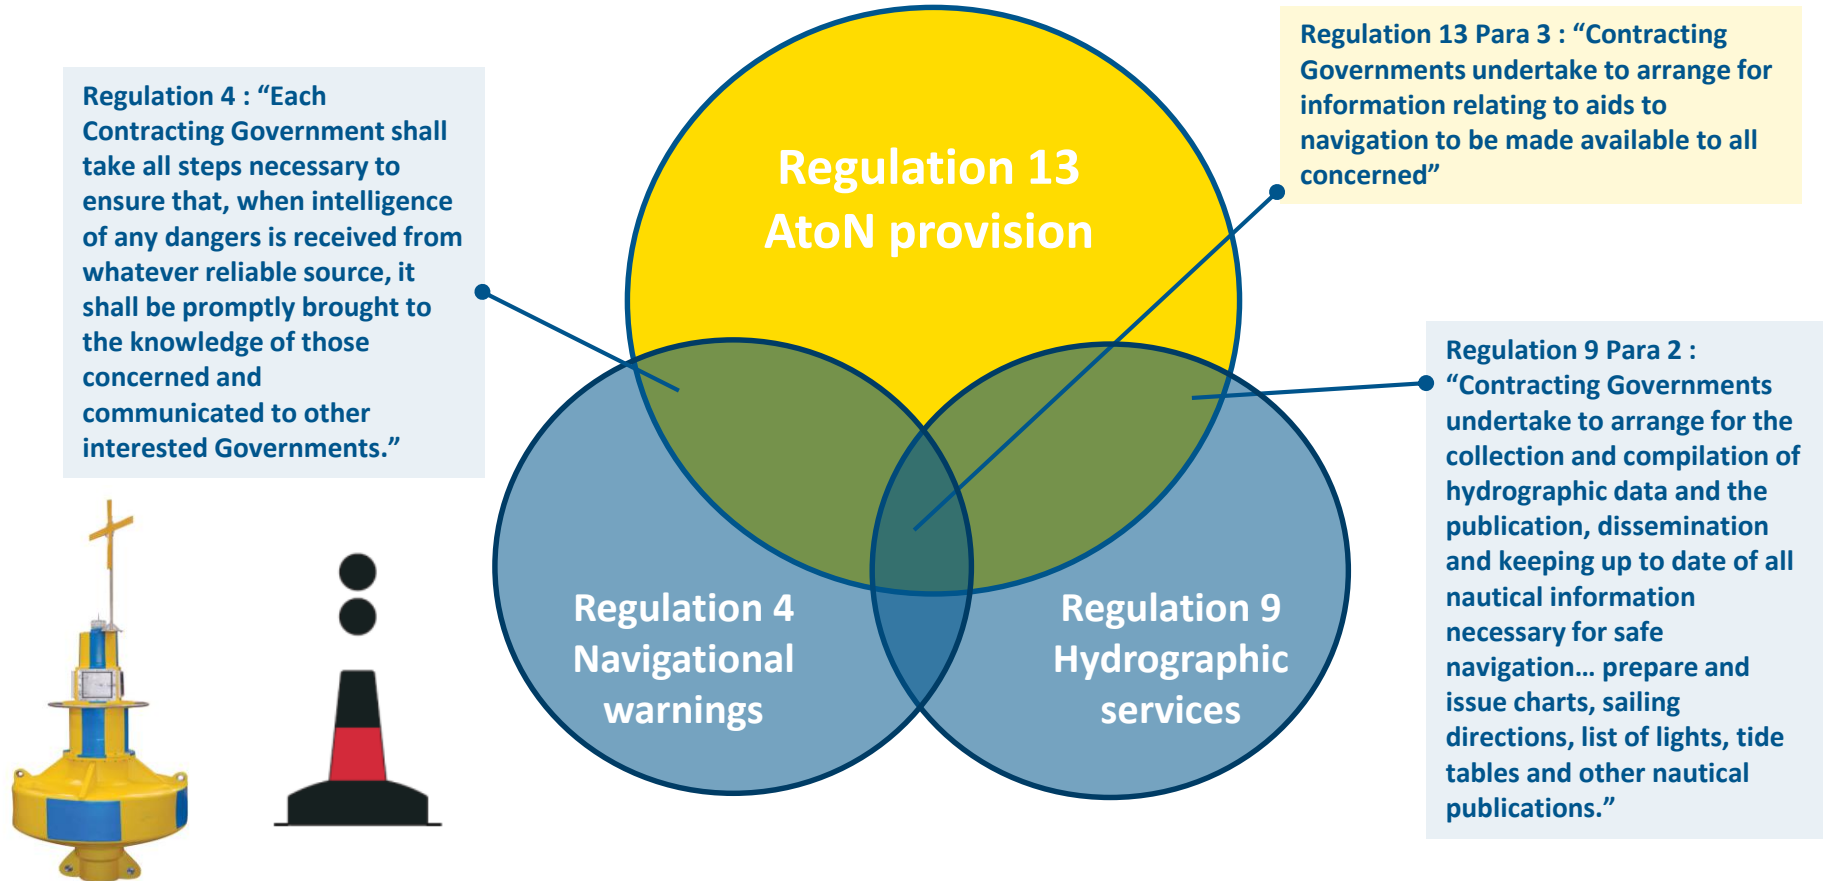 Regulation 4 : “Each
Contracting Government shall
take all steps necessary to
ensure that, when intelligence
of any dangers is received from
whatever reliable source, it
shall be promptly brought to
the knowledge of those
concerned and
communicated to other
interested Governments.”
Regulation 13
AtoN provision
Regulation 13 Para 3 : “Contracting
Governments undertake to arrange for
information relating to aids to
navigation to be made available to all
concerned”
Regulation 4
Navigational
warnings
Regulation 9
Hydrographic
services
Regulation 9 Para 2 :
“Contracting Governments
undertake to arrange for the
collection and compilation of
hydrographic data and the
publication, dissemination
and keeping up to date of all
nautical information
necessary for safe
navigation... prepare and
issue charts, sailing
directions, list of lights, tide
tables and other nautical
publications.”